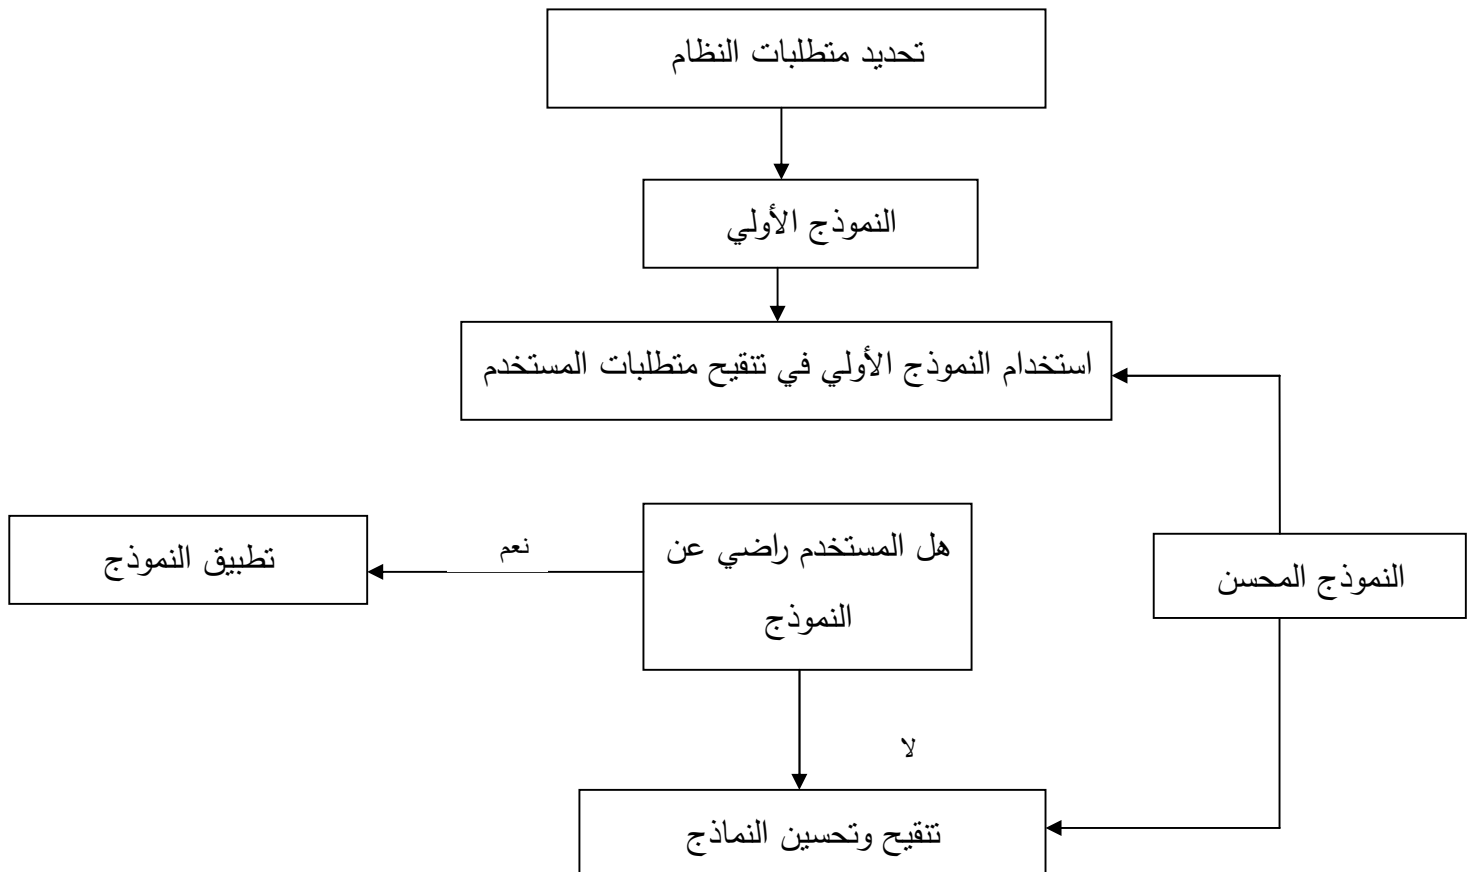 تحديد متطلبات النظام
النموذج الأولي
استخدام النموذج الأولي في تنقيح متطلبات المستخدم
هل المستخدم راضي عن
النموذج
نعم
تطبيق النموذج
النموذج المحسن
لا
تنقيح وتحسين النماذج